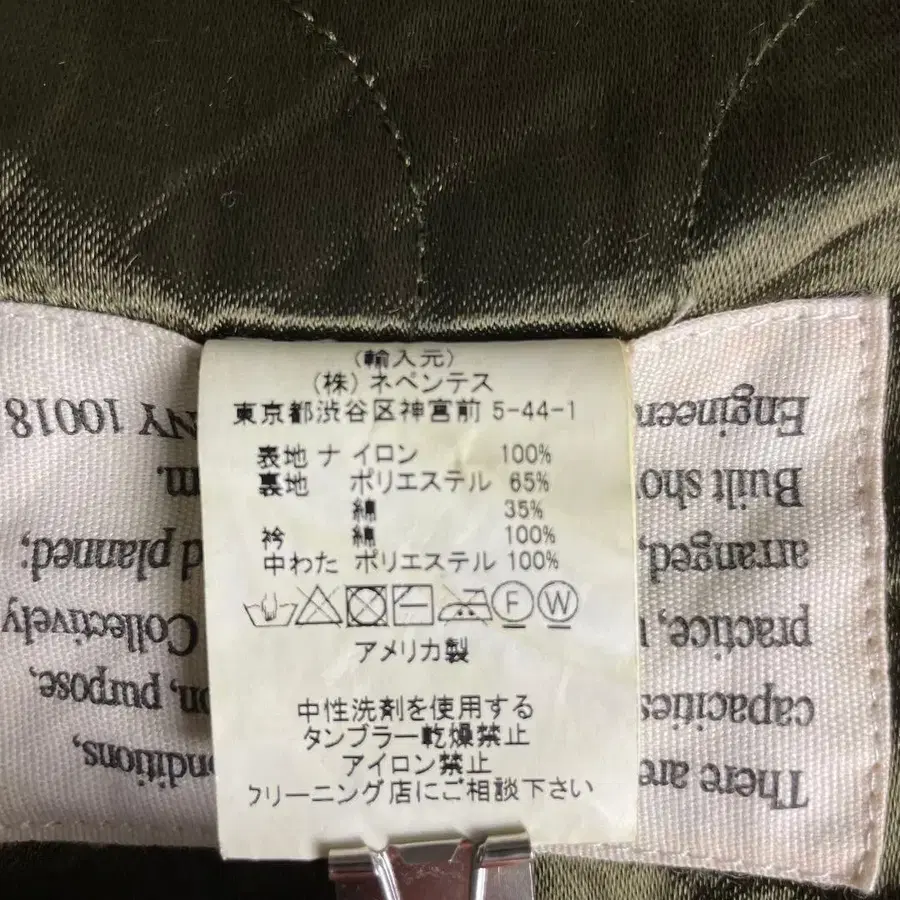 (輸入元)
(株) ネペンテス
東京都渋谷区神宮前 5-44-1
表地 ナイロン 100%
裏地 ポリエステル 65%
綿 35%
衿 綿 100%
中わた ポリエステル 100%
F W
アメリカ製
中性洗剤を使用する
タンブラー乾燥禁止
アイロン禁止
クリーニング店にご相談下さい
There are
onditions,
capacities
on, purpose,
practice,
Collectively
arranged,
d planned;
Built sho
m.
Engineer
NY 10018